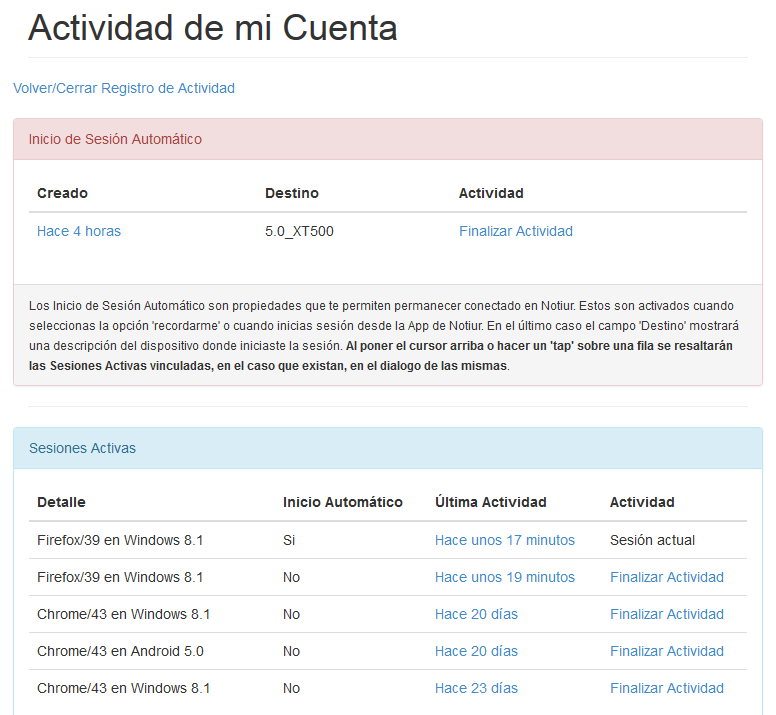 Actividad de mi Cuenta
Volver/Cerrar Registro de Actividad
Inicio de Sesión Automático
Creado Destino Actividad
Hace 4 horas 5.0_XT500 Finalizar Actividad
Los Inicio de Sesión Automático son propiedades que te permiten permanecer conectado en Notiur. Estos son activados cuando
seleccionas la opción 'recordarme' o cuando inicias sesión desde la App de Notiur. En el último caso el campo 'Destino' mostrará
una descripción del dispositivo donde iniciaste la sesión. Al poner el cursor arriba o hacer un 'tap' sobre una fila se resaltarán
las Sesiones Activas vinculadas, en el caso que existan, en el dialogo de las mismas.
Sesiones Activas
Detalle Inicio Automático Última Actividad Actividad
Firefox/39 en Windows 8.1 Si Hace unos 17 minutos Sesión actual
Firefox/39 en Windows 8.1 No Hace unos 19 minutos Finalizar Actividad
Chrome/43 en Windows 8.1 No Hace 20 días Finalizar Actividad
Chrome/43 en Android 5.0 No Hace 20 días Finalizar Actividad
Chrome/43 en Windows 8.1 No Hace 23 días Finalizar Actividad